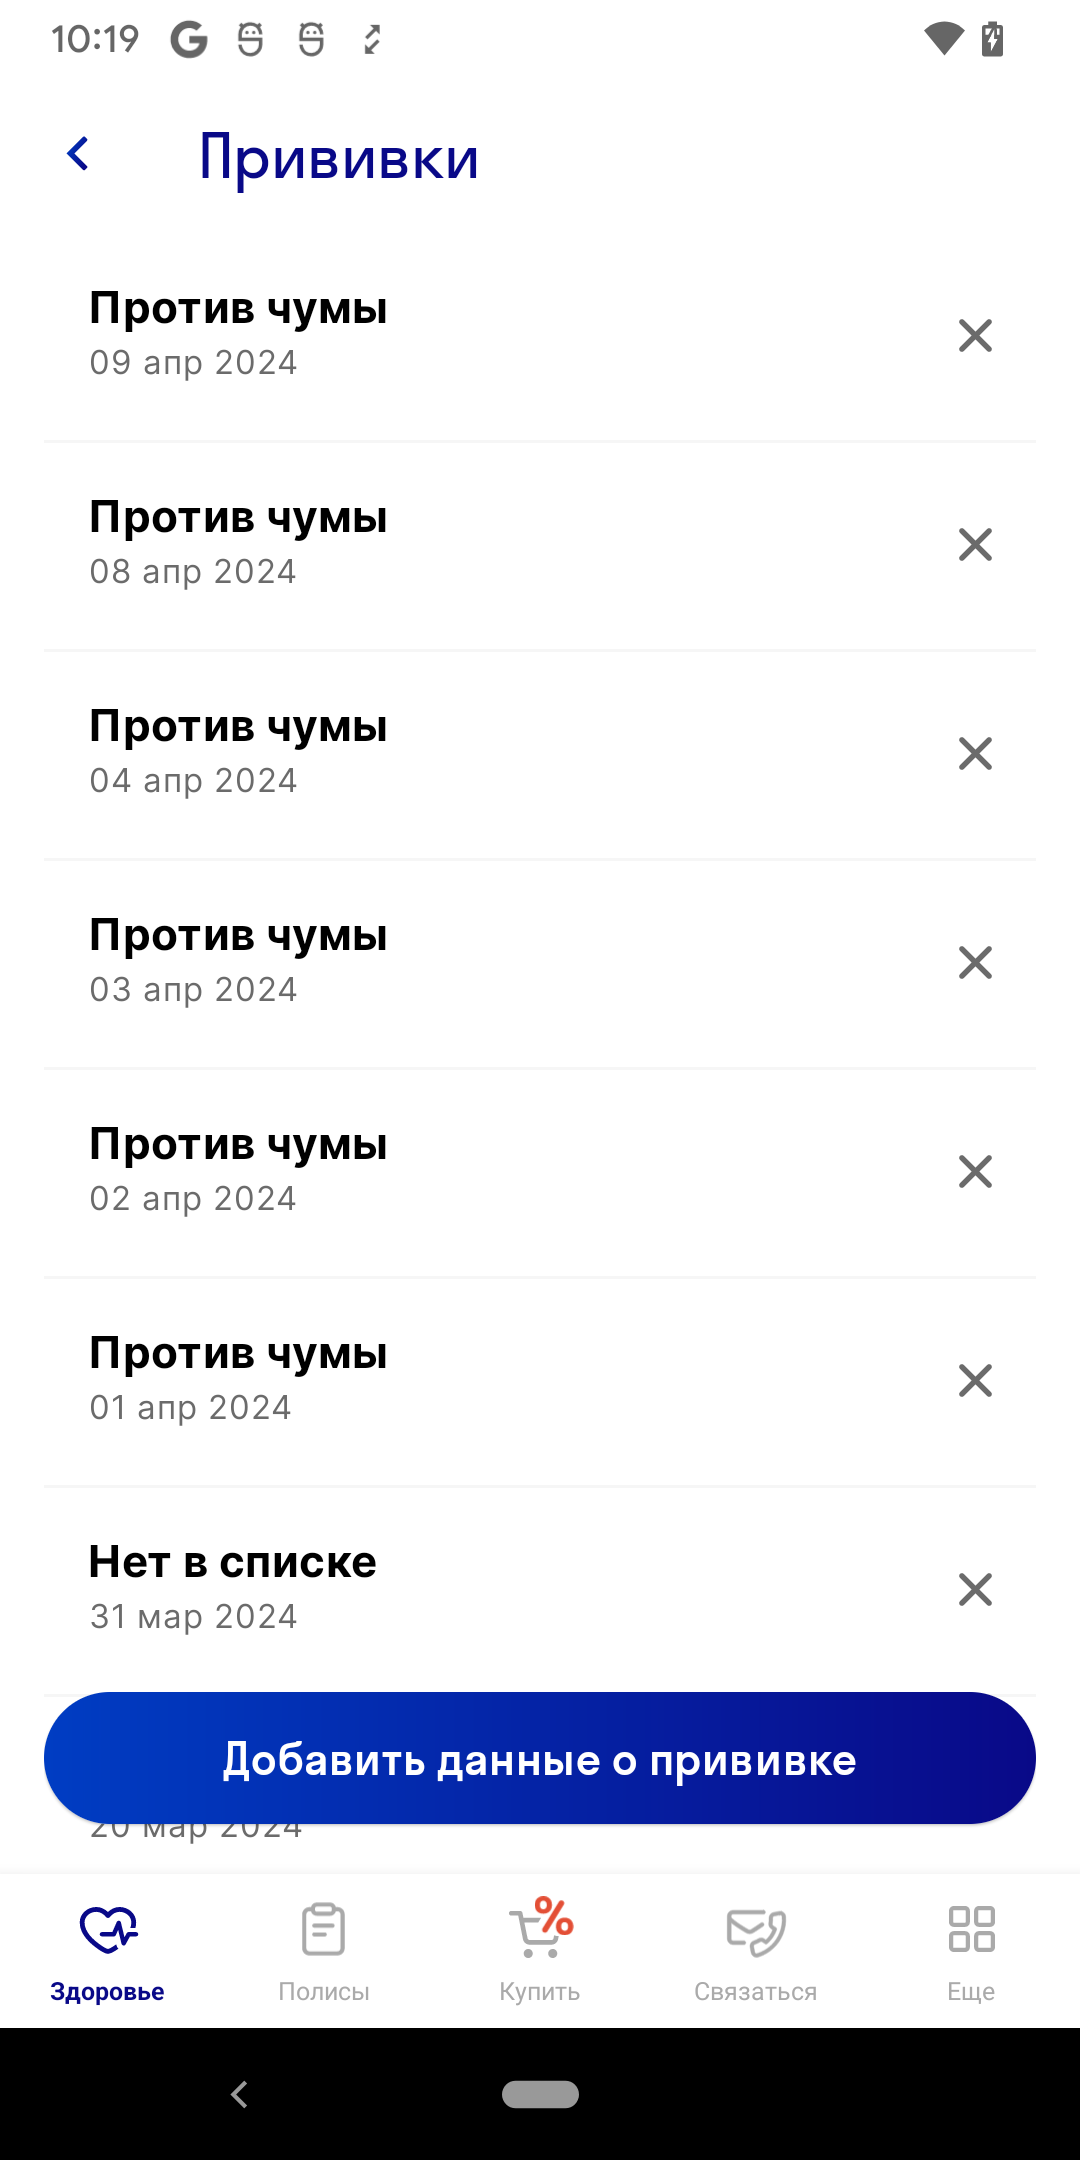 10:19
Прививки
Против чумы
09 апр 2024
Против чумы
08 апр 2024
Против чумы
04 апр 2024
Против чумы
03 апр 2024
Против чумы
02 апр 2024
Против чумы
01 апр 2024
Нет в списке
31 мар 2024
Добавить данные о прививке
20 мар 2024
Здоровье
Полисы
Купить
Связаться
Еще